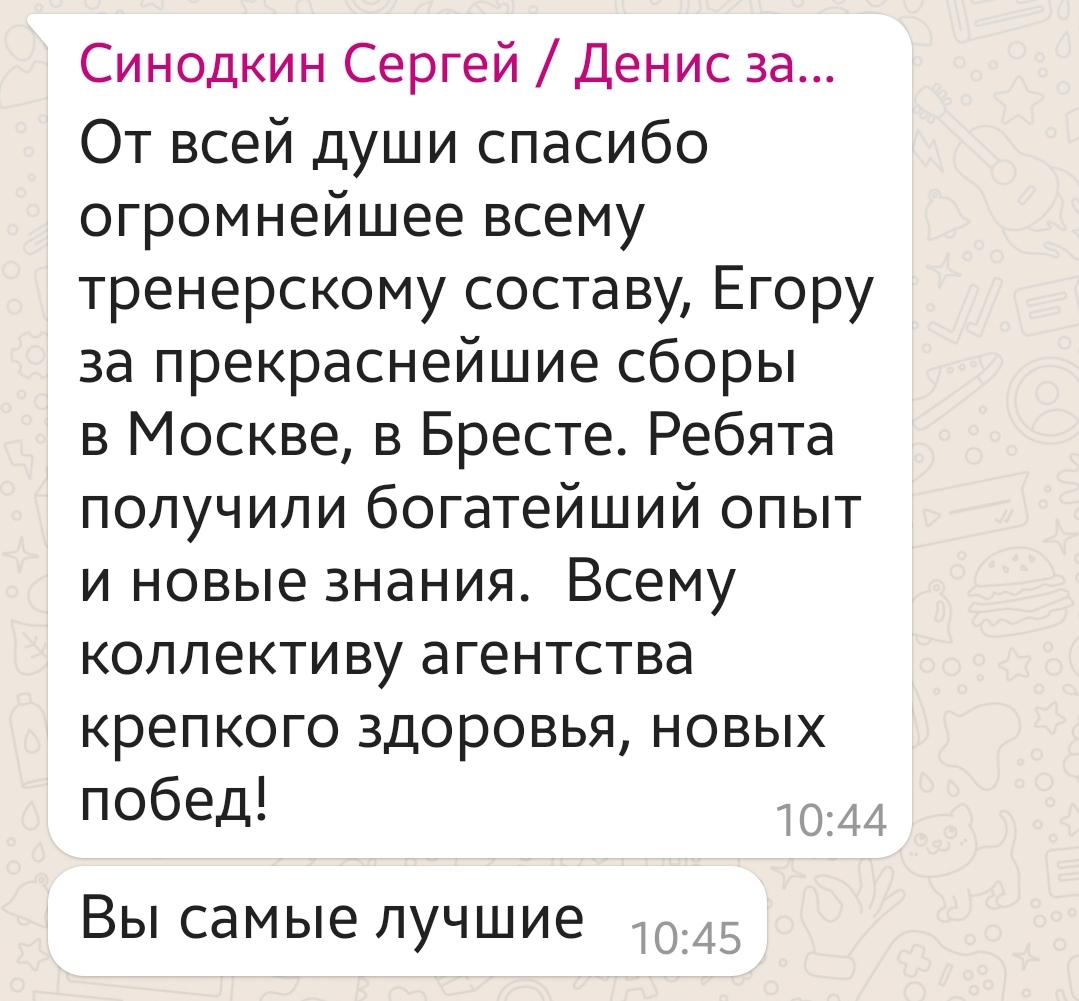 Синодкин Сергей / Денис за...
От всей души спасибо
огромнейшее всему
тренерскому составу, Егору
за прекраснейшие сборы
в Москве, в Бресте. Ребята
получили богатейший опыт
и новые знания.  Всему
коллективу агентства
крепкого здоровья, новых
побед!
10:44
Вы самые лучшие
10:45